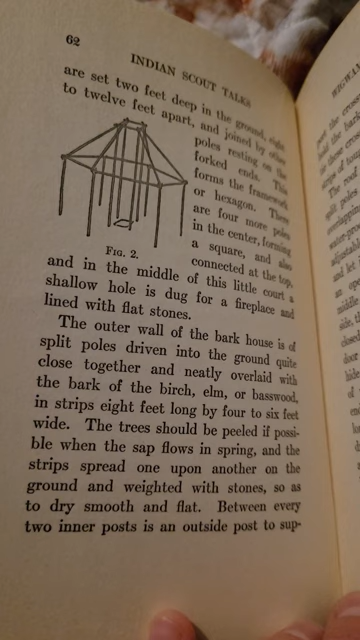 62
INDIAN SCOUT TALKS
are set two feet deep in the ground, eight
to twelve feet apart, and joined by other
poles resting on the
forked ends. This
forms the framework
or hexagon. There
are four more poles
in the center, forming
a square, and also
connected at the top,
FIG. 2.
and in the middle of this little court a
shallow hole is dug for a fireplace and
lined with flat stones.
The outer wall of the bark house is of
split poles driven into the ground quite
close together and neatly overlaid with
the bark of the birch, elm, or basswood,
in strips eight feet long by four to six feet
wide. The trees should be peeled if possi-
ble when the sap flows in spring, and the
strips spread one upon another on the
ground and weighted with stones, so as
to dry smooth and flat. Between every
two inner posts is an outside post to sup-
WIGWAM